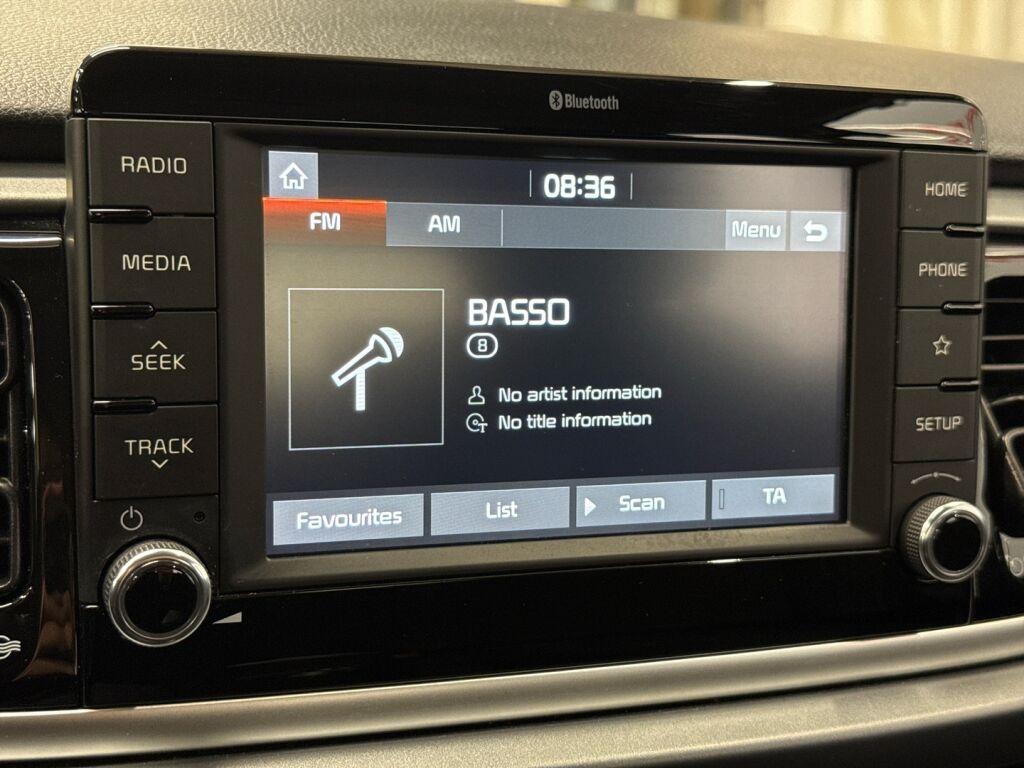 Bluetooth
RADIO
MEDIA
SEEK
TRACK
08:36
FM AM Menu
BASSO
8
No artist information
No title information
Favourites List Scan TA
HOME
PHONE
SETUP